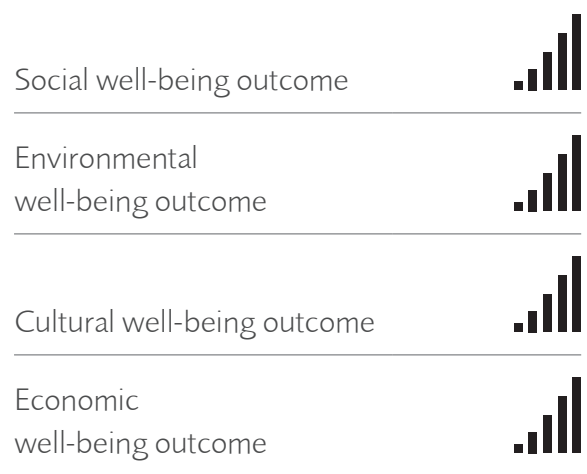 Social well-being outcome
Environmental
well-being outcome
Cultural well-being outcome
Economic
well-being outcome